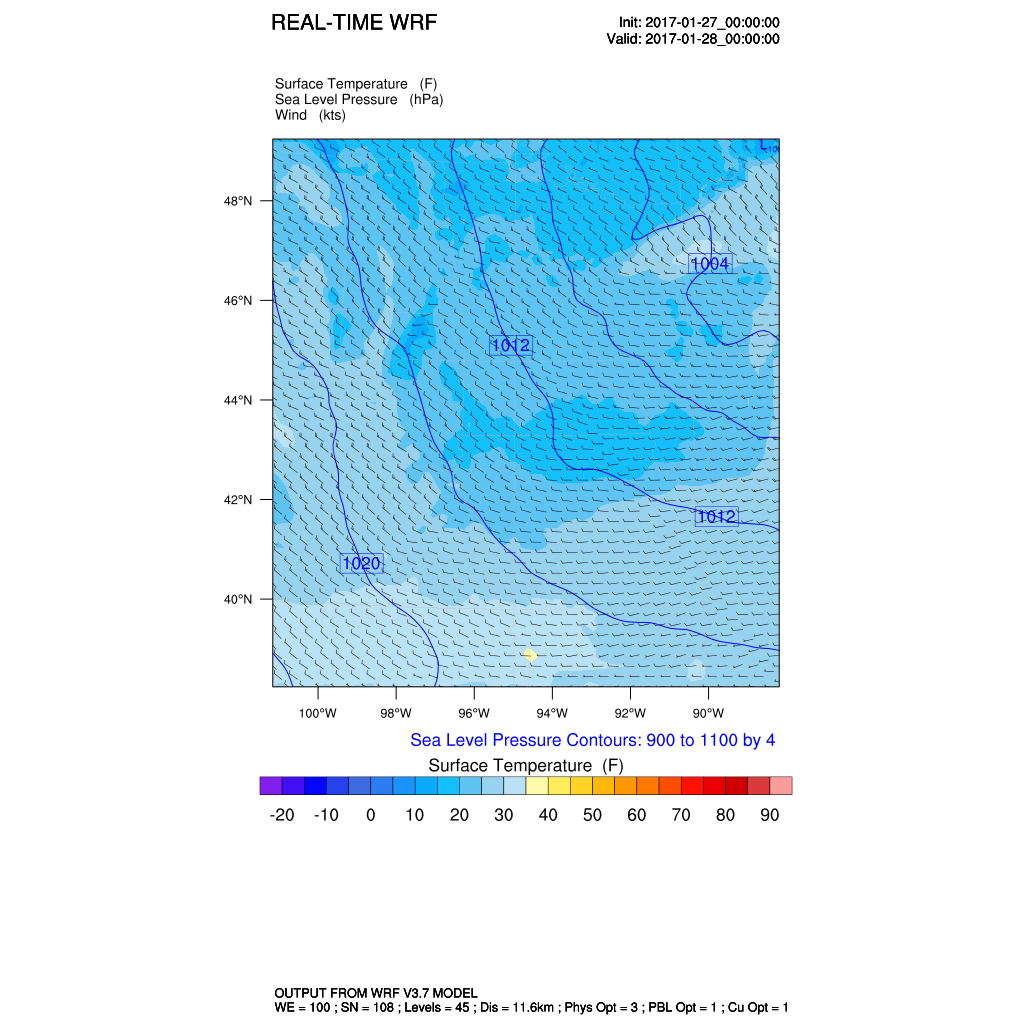 REAL-TIME WRF
Init: 2017-01-27_00:00:00
Valid: 2017-01-28_00:00:00
Surface Temperature (F)
Sea Level Pressure (hPa)
Wind (kts)
L
48°N
1004
46°N
1012
44°N
42°N
1012
1020
40°N
100°W 98°W 96°W 94°W 92°W 90°W
Sea Level Pressure Contours: 900 to 1100 by 4
Surface Temperature (F)
-20 -10 0 10 20 30 40 50 60 70 80 90
OUTPUT FROM WRF V3.7 MODEL
WE = 100 ; SN = 108 ; Levels = 45 ; Dis = 11.6km ; Phys Opt = 3 ; PBL Opt = 1 ; Cu Opt = 1